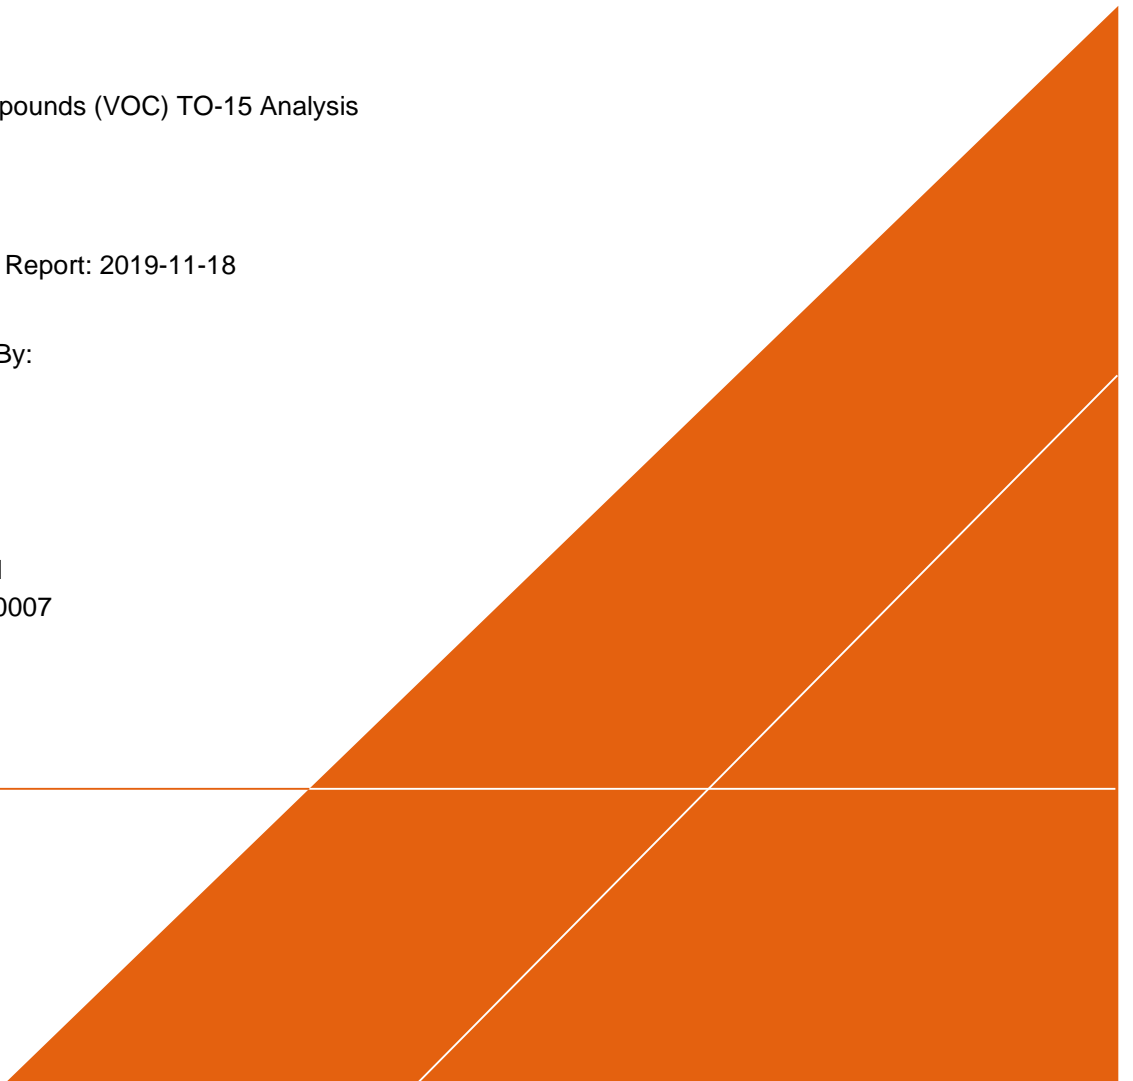 pounds (VOC) TO-15 Analysis
Report: 2019-11-18
By:
0007